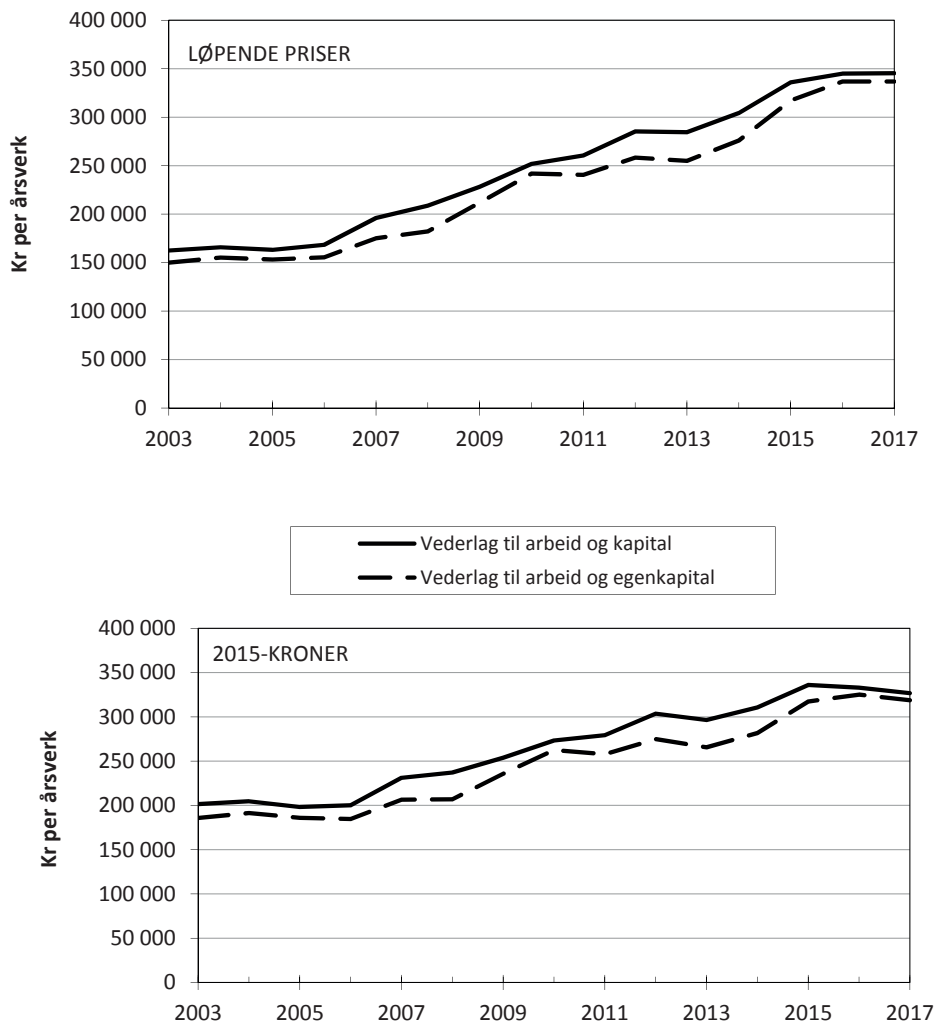 LØPENDE PRISER
Kr per årsverk
400 000
350 000
300 000
250 000
200 000
150 000
100 000
50 000
0
2003 2005 2007 2009 2011 2013 2015 2017
Vederlag til arbeid og kapital
Vederlag til arbeid og egenkapital
2015-KRONER
Kr per årsverk
400 000
350 000
300 000
250 000
200 000
150 000
100 000
50 000
0
2003 2005 2007 2009 2011 2013 2015 2017